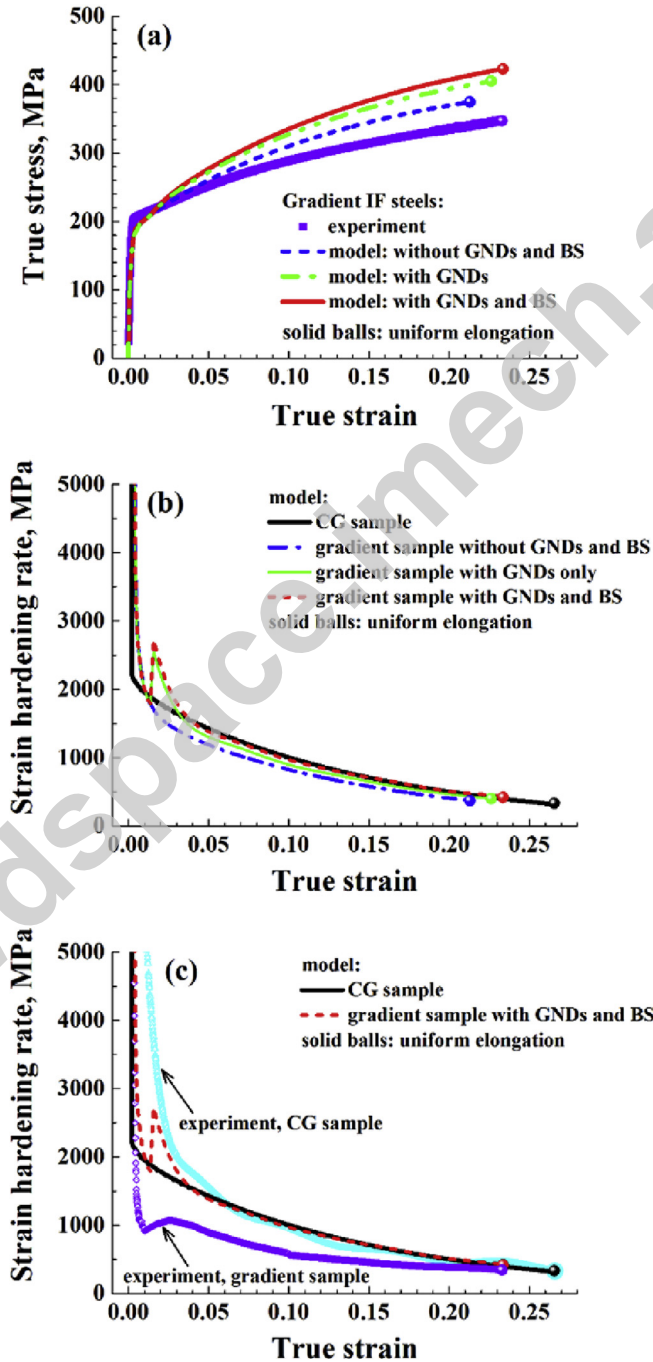 (a)
500
400
300
200
100
0
True stress, MPa
Gradient IF steels:
experiment
model: without GNDs and BS
model: with GNDs
model: with GNDs and BS
solid balls: uniform elongation
0.00 0.05 0.10 0.15 0.20 0.25
True strain
(b)
5000
4000
3000
2000
1000
0
Strain hardening rate, MPa
model:
CG sample
gradient sample without GNDs and BS
gradient sample with GNDs only
gradient sample with GNDs and BS
solid balls: uniform elongation
0.00 0.05 0.10 0.15 0.20 0.25
True strain
(c)
5000
4000
3000
2000
1000
0
Strain hardening rate, MPa
model:
CG sample
gradient sample with GNDs and BS
solid balls: uniform elongation
experiment, CG sample
experiment, gradient sample
0.00 0.05 0.10 0.15 0.20 0.25
True strain
dspace.imech.